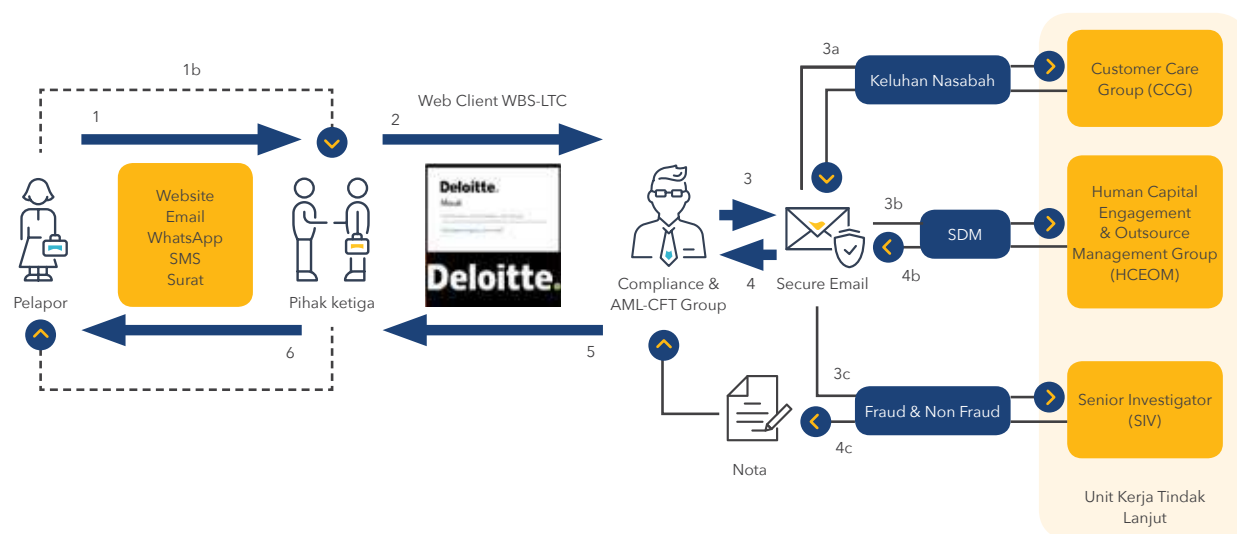 1b
1
Website
Email
WhatsApp
SMS
Surat
Pelapor
Pihak ketiga
6
2
Web Client WBS-LTC
Deloitte.
Masuk
Deloitte.
5
Compliance &
AML-CFT Group
3
4
Secure Email
3a
Keluhan Nasabah
Customer Care
Group (CCG)
3b
SDM
4b
Human Capital
Engagement
& Outsource
Management Group
(HCEOM)
3c
Fraud & Non Fraud
4c
Nota
Senior Investigator
(SIV)
Unit Kerja Tindak
Lanjut